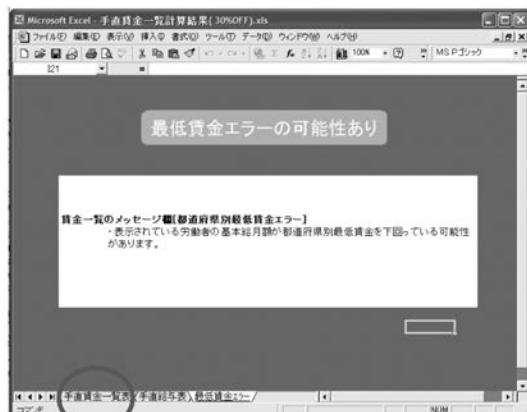 Microsoft Excel - 手直賃金一覧計算結果(30%OFF).xls
ファイル(F) 編集(E) 表示(V) 挿入(I) 書式(O) ツール(T) データ(D) ウィンドウ(W) ヘルプ(H)
100% MS Pゴシック
I21 =
最低賃金エラーの可能性あり
賃金一覧のメッセージ欄[都道府県別最低賃金エラー]
・表示されている労働者の基本給月額が都道府県別最低賃金を下回っている可能性
があります。
手直賃金一覧表 手直給与表 最低賃金エラー
コマンド NUM